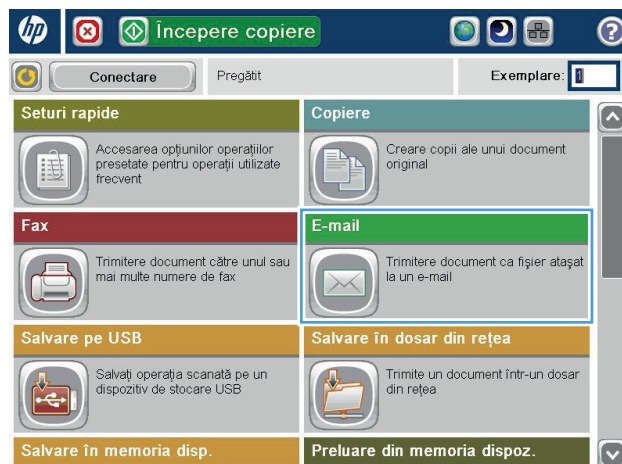 hp
Începere copiere
?
Conectare
Pregătit
Exemplare: 1
Seturi rapide
Accesarea opțiunilor operațiilor
presetate pentru operații utilizate
frecvent
Copiere
Creare copii ale unui document
original
Fax
Trimitere document către unul sau
mai multe numere de fax
E-mail
Trimitere document ca fișier atașat
la un e-mail
Salvare pe USB
Salvați operația scanată pe un
dispozitiv de stocare USB
Salvare în dosar din rețea
Trimite un document într-un dosar
din rețea
Salvare în memoria disp.
Preluare din memoria dispoz.